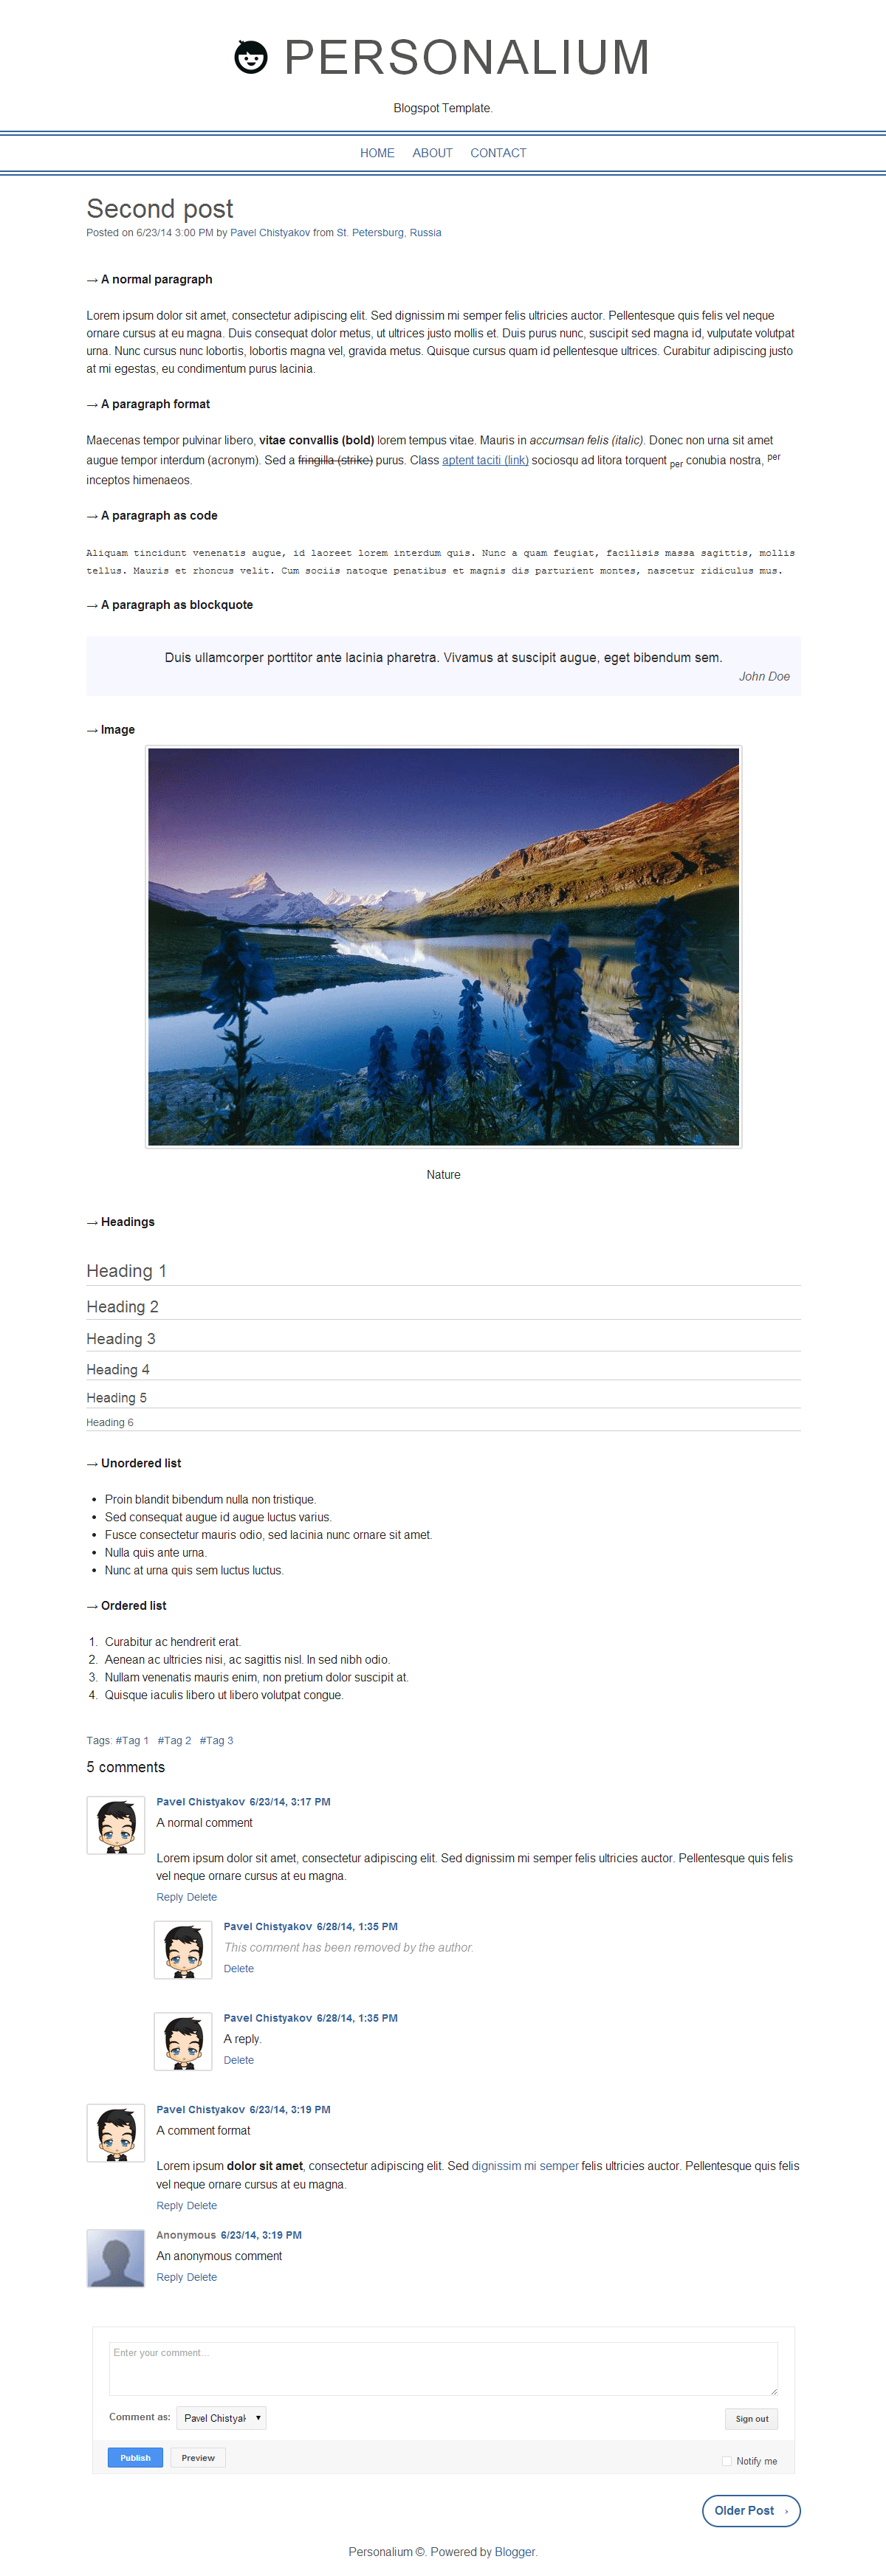 PERSONALIUM
Blogspot Template.
HOME ABOUT CONTACT
Second post
Posted on 6/23/14 3:00 PM by Pavel Chistyakov from St. Petersburg, Russia
→ A normal paragraph
Lorem ipsum dolor sit amet, consectetur adipiscing elit. Sed dignissim mi semper felis ultricies auctor. Pellentesque quis felis vel neque
ornare cursus at eu magna. Duis consequat dolor metus, ut ultrices justo mollis et. Duis purus nunc, suscipit sed magna id, vulputate volutpat
urna. Nunc cursus nunc lobortis, lobortis magna vel, gravida metus. Quisque cursus quam id pellentesque ultrices. Curabitur adipiscing justo
at mi egestas, eu condimentum purus lacinia.
→ A paragraph format
Maecenas tempor pulvinar libero, vitae convallis (bold) lorem tempus vitae. Mauris in accumsan felis (italic). Donec non urna sit amet
augue tempor interdum (acronym). Sed a fringilla (strike) purus. Class aptent taciti (link) sociosqu ad litora torquent per conubia nostra, per
inceptos himenaeos.
→ A paragraph as code
Aliquam tincidunt venenatis augue, id laoreet lorem interdum quis. Nunc a quam feugiat, facilisis massa sagittis, mollis
tellus. Mauris et rhoncus velit. Cum sociis natoque penatibus et magnis dis parturient montes, nascetur ridiculus mus.
→ A paragraph as blockquote
Duis ullamcorper porttitor ante lacinia pharetra. Vivamus at suscipit augue, eget bibendum sem.
John Doe
→ Image
Nature
→ Headings
Heading 1
Heading 2
Heading 3
Heading 4
Heading 5
Heading 6
→ Unordered list
• Proin blandit bibendum nulla non tristique.
• Sed consequat augue id augue luctus varius.
• Fusce consectetur mauris odio, sed lacinia nunc ornare sit amet.
• Nulla quis ante urna.
• Nunc at urna quis sem luctus luctus.
→ Ordered list
1. Curabitur ac hendrerit erat.
2. Aenean ac ultricies nisi, ac sagittis nisl. In sed nibh odio.
3. Nullam venenatis mauris enim, non pretium dolor suscipit at.
4. Quisque iaculis libero ut libero volutpat congue.
Tags: #Tag 1 #Tag 2 #Tag 3
5 comments
Pavel Chistyakov 6/23/14, 3:17 PM
A normal comment
Lorem ipsum dolor sit amet, consectetur adipiscing elit. Sed dignissim mi semper felis ultricies auctor. Pellentesque quis felis
vel neque ornare cursus at eu magna.
Reply Delete
Pavel Chistyakov 6/28/14, 1:35 PM
This comment has been removed by the author.
Delete
Pavel Chistyakov 6/28/14, 1:35 PM
A reply.
Delete
Pavel Chistyakov 6/23/14, 3:19 PM
A comment format
Lorem ipsum dolor sit amet, consectetur adipiscing elit. Sed dignissim mi semper felis ultricies auctor. Pellentesque quis felis
vel neque ornare cursus at eu magna.
Reply Delete
Anonymous 6/23/14, 3:19 PM
An anonymous comment
Reply Delete
Enter your comment...
Comment as: Pavel Chistyal ▾ Sign out
Publish Preview Notify me
Older Post ›
Personalium ©. Powered by Blogger.